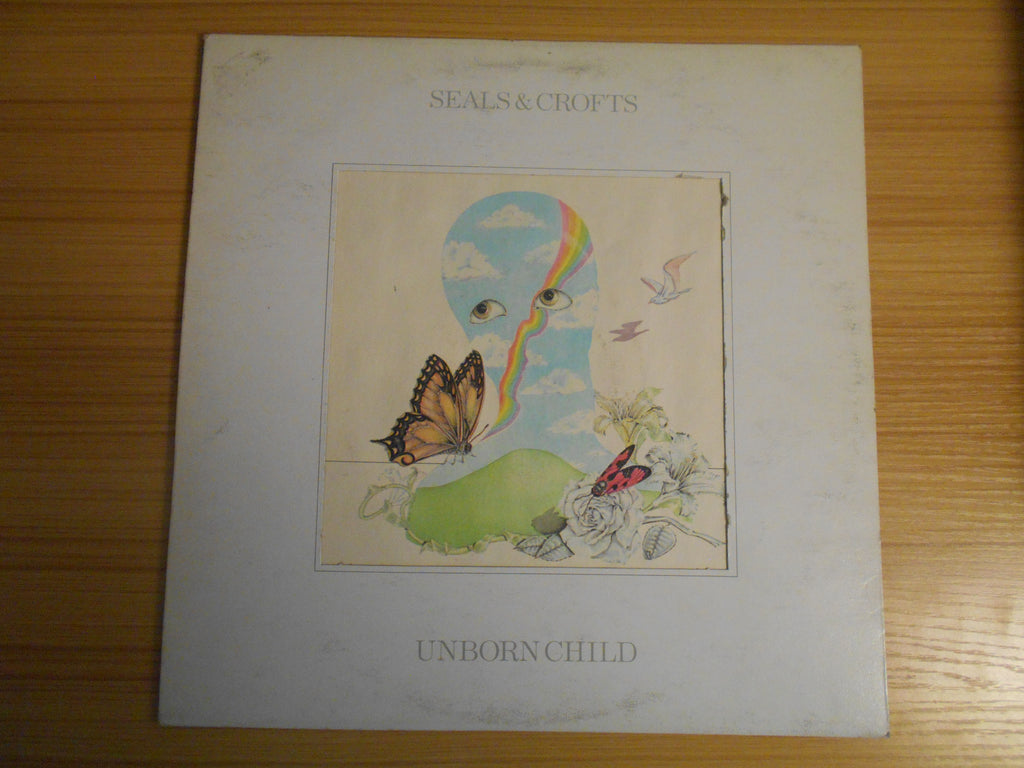 SEALS & CROFTS
UNBORN CHILD